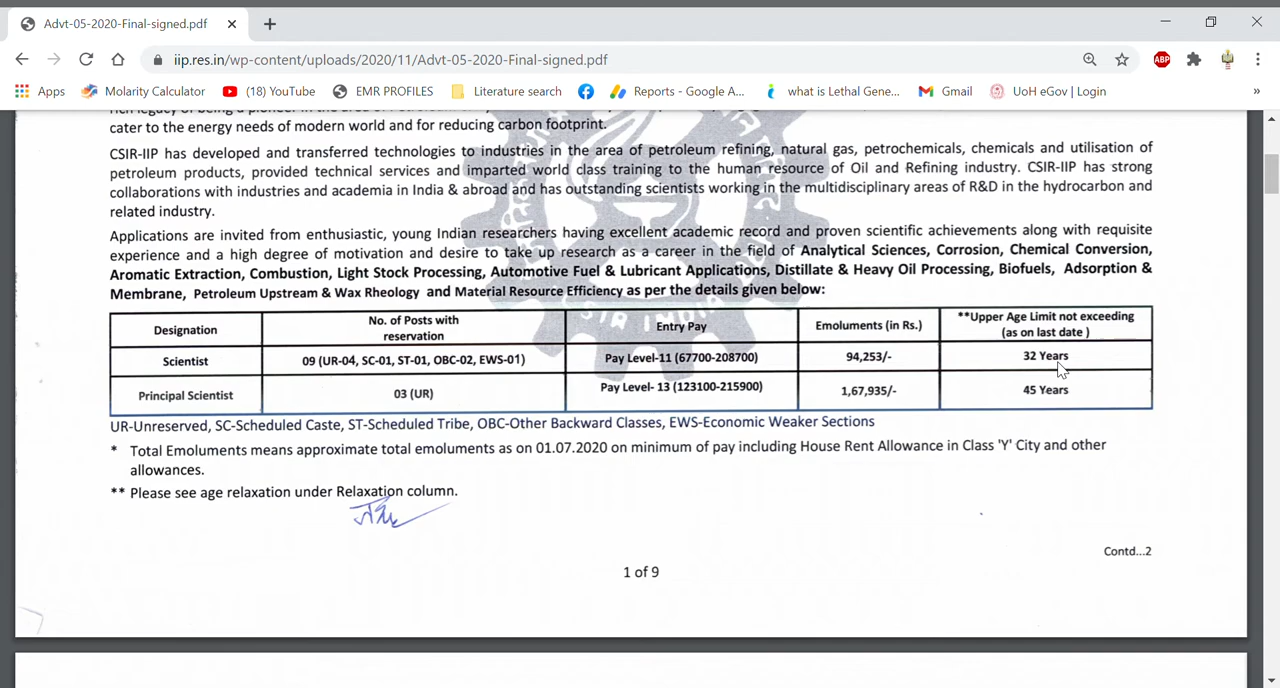 Advt-05-2020-Final-signed.pdf
iip.res.in/wp-content/uploads/2020/11/Advt-05-2020-Final-signed.pdf
ABP
Apps Molarity Calculator (18) YouTube EMR PROFILES Literature search Reports - Google A... what is Lethal Gene... Gmail UoH eGov | Login »
cater to the energy needs of modern world and for reducing carbon footprint.
CSIR-IIP has developed and transferred technologies to industries in the area of petroleum refining, natural gas, petrochemicals, chemicals and utilisation of
petroleum products, provided technical services and imparted world class training to the human resource of Oil and Refining industry. CSIR-IIP has strong
collaborations with industries and academia in India & abroad and has outstanding scientists working in the multidisciplinary areas of R&D in the hydrocarbon and
related industry.
Applications are invited from enthusiastic, young Indian researchers having excellent academic record and proven scientific achievements along with requisite
experience and a high degree of motivation and desire to take up research as a career in the field of Analytical Sciences, Corrosion, Chemical Conversion,
Aromatic Extraction, Combustion, Light Stock Processing, Automotive Fuel & Lubricant Applications, Distillate & Heavy Oil Processing, Biofuels, Adsorption &
Membrane, Petroleum Upstream & Wax Rheology and Material Resource Efficiency as per the details given below:
Designation No. of Posts with reservation Entry Pay Emoluments (in Rs.) **Upper Age Limit not exceeding (as on last date )
Scientist 09 (UR-04, SC-01, ST-01, OBC-02, EWS-01) Pay Level-11 (67700-208700) 94,253/- 32 Years
Principal Scientist 03 (UR) Pay Level- 13 (123100-215900) 1,67,935/- 45 Years
UR-Unreserved, SC-Scheduled Caste, ST-Scheduled Tribe, OBC-Other Backward Classes, EWS-Economic Weaker Sections
* Total Emoluments means approximate total emoluments as on 01.07.2020 on minimum of pay including House Rent Allowance in Class 'Y' City and other
allowances.
** Please see age relaxation under Relaxation column.
Contd...2
1 of 9